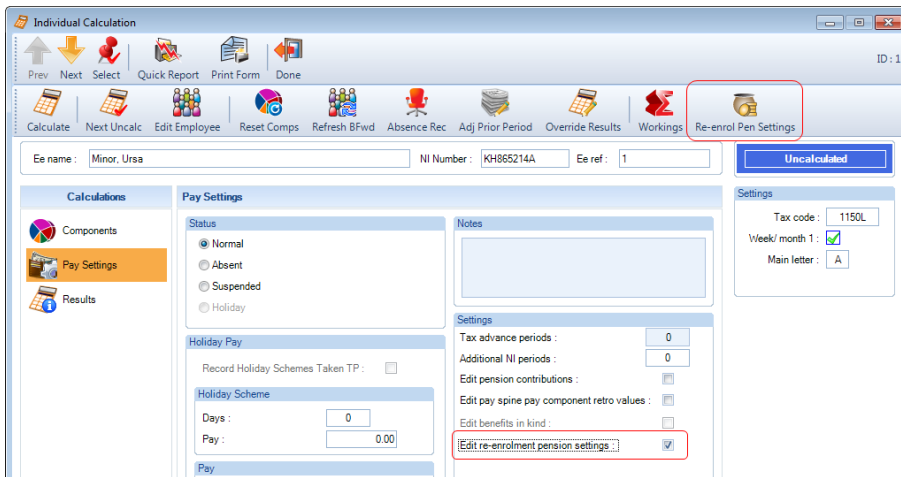 Individual Calculation
Prev Next Select Quick Report Print Form Done
ID : 1
Calculate Next Uncalc Edit Employee Reset Comps Refresh BFwd Absence Rec Adj Prior Period Override Results Workings Re-enrol Pen Settings
Ee name : Minor, Ursa NI Number : KH865214A Ee ref : 1
Uncalculated
Calculations
Components
Pay Settings
Results
Pay Settings
Status
Normal
Absent
Suspended
Holiday
Holiday Pay
Record Holiday Schemes Taken TP :
Holiday Scheme
Days : 0
Pay : 0.00
Pay
Notes
Settings
Tax advance periods : 0
Additional NI periods : 0
Edit pension contributions :
Edit pay spine pay component retro values :
Edit benefits in kind :
Edit re-enrolment pension settings :
Settings
Tax code : 1150L
Week/ month 1 :
Main letter : A